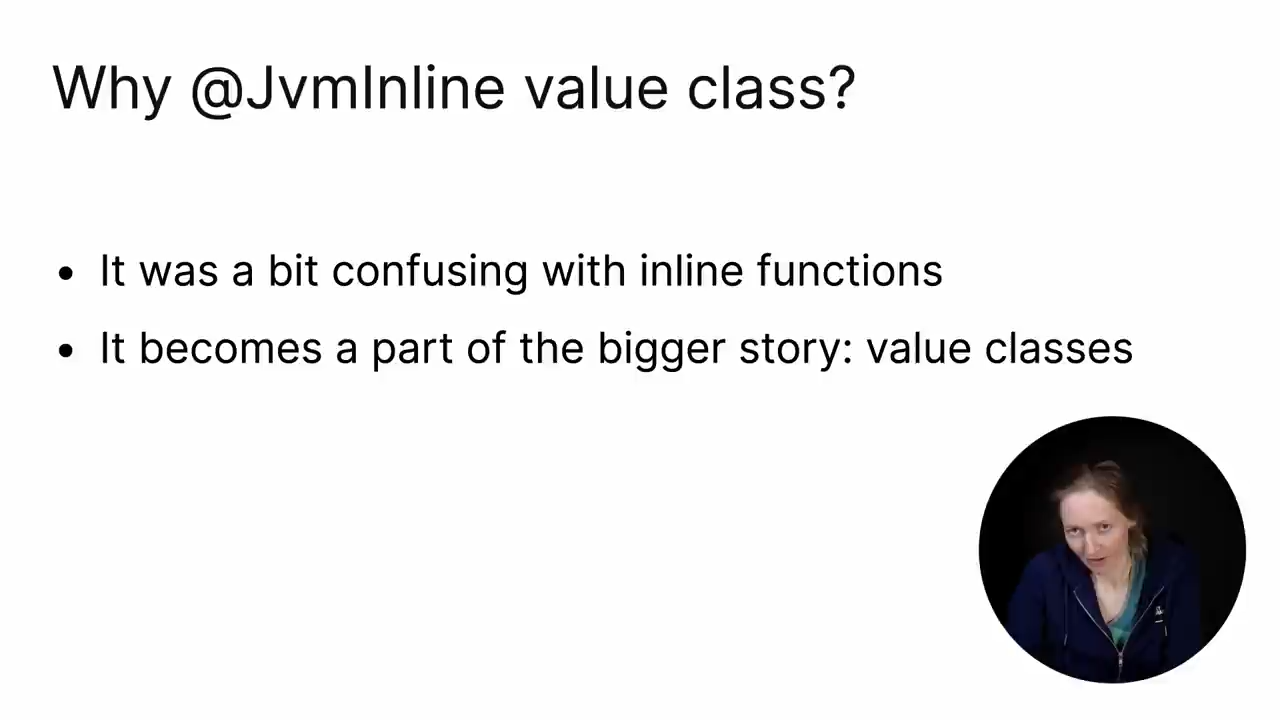 Why @JvmInline value class?
• It was a bit confusing with inline functions
• It becomes a part of the bigger story: value classes